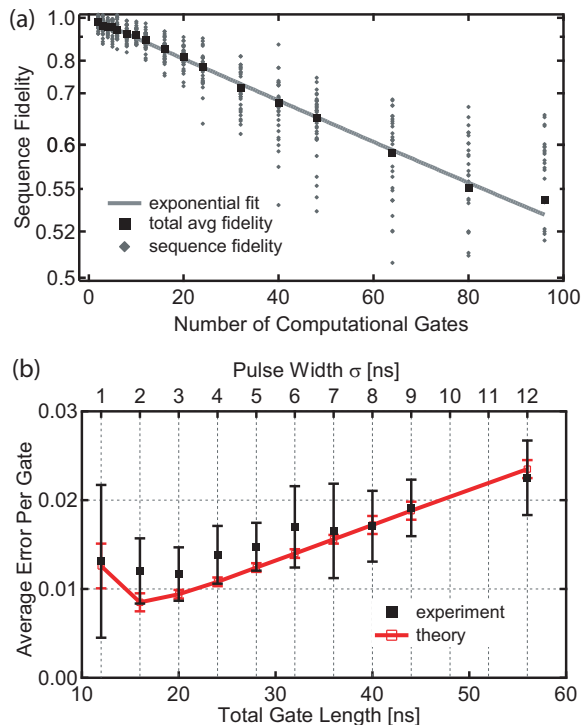 (a)
1.0
0.8
0.7
0.6
0.55
0.52
0.5
Sequence Fidelity
exponential fit
total avg fidelity
sequence fidelity
0 20 40 60 80 100
Number of Computational Gates
(b)
Pulse Width σ [ns]
1 2 3 4 5 6 7 8 9 10 11 12
0.03
0.02
0.01
0.00
Average Error Per Gate
experiment
theory
10 20 30 40 50 60
Total Gate Length [ns]